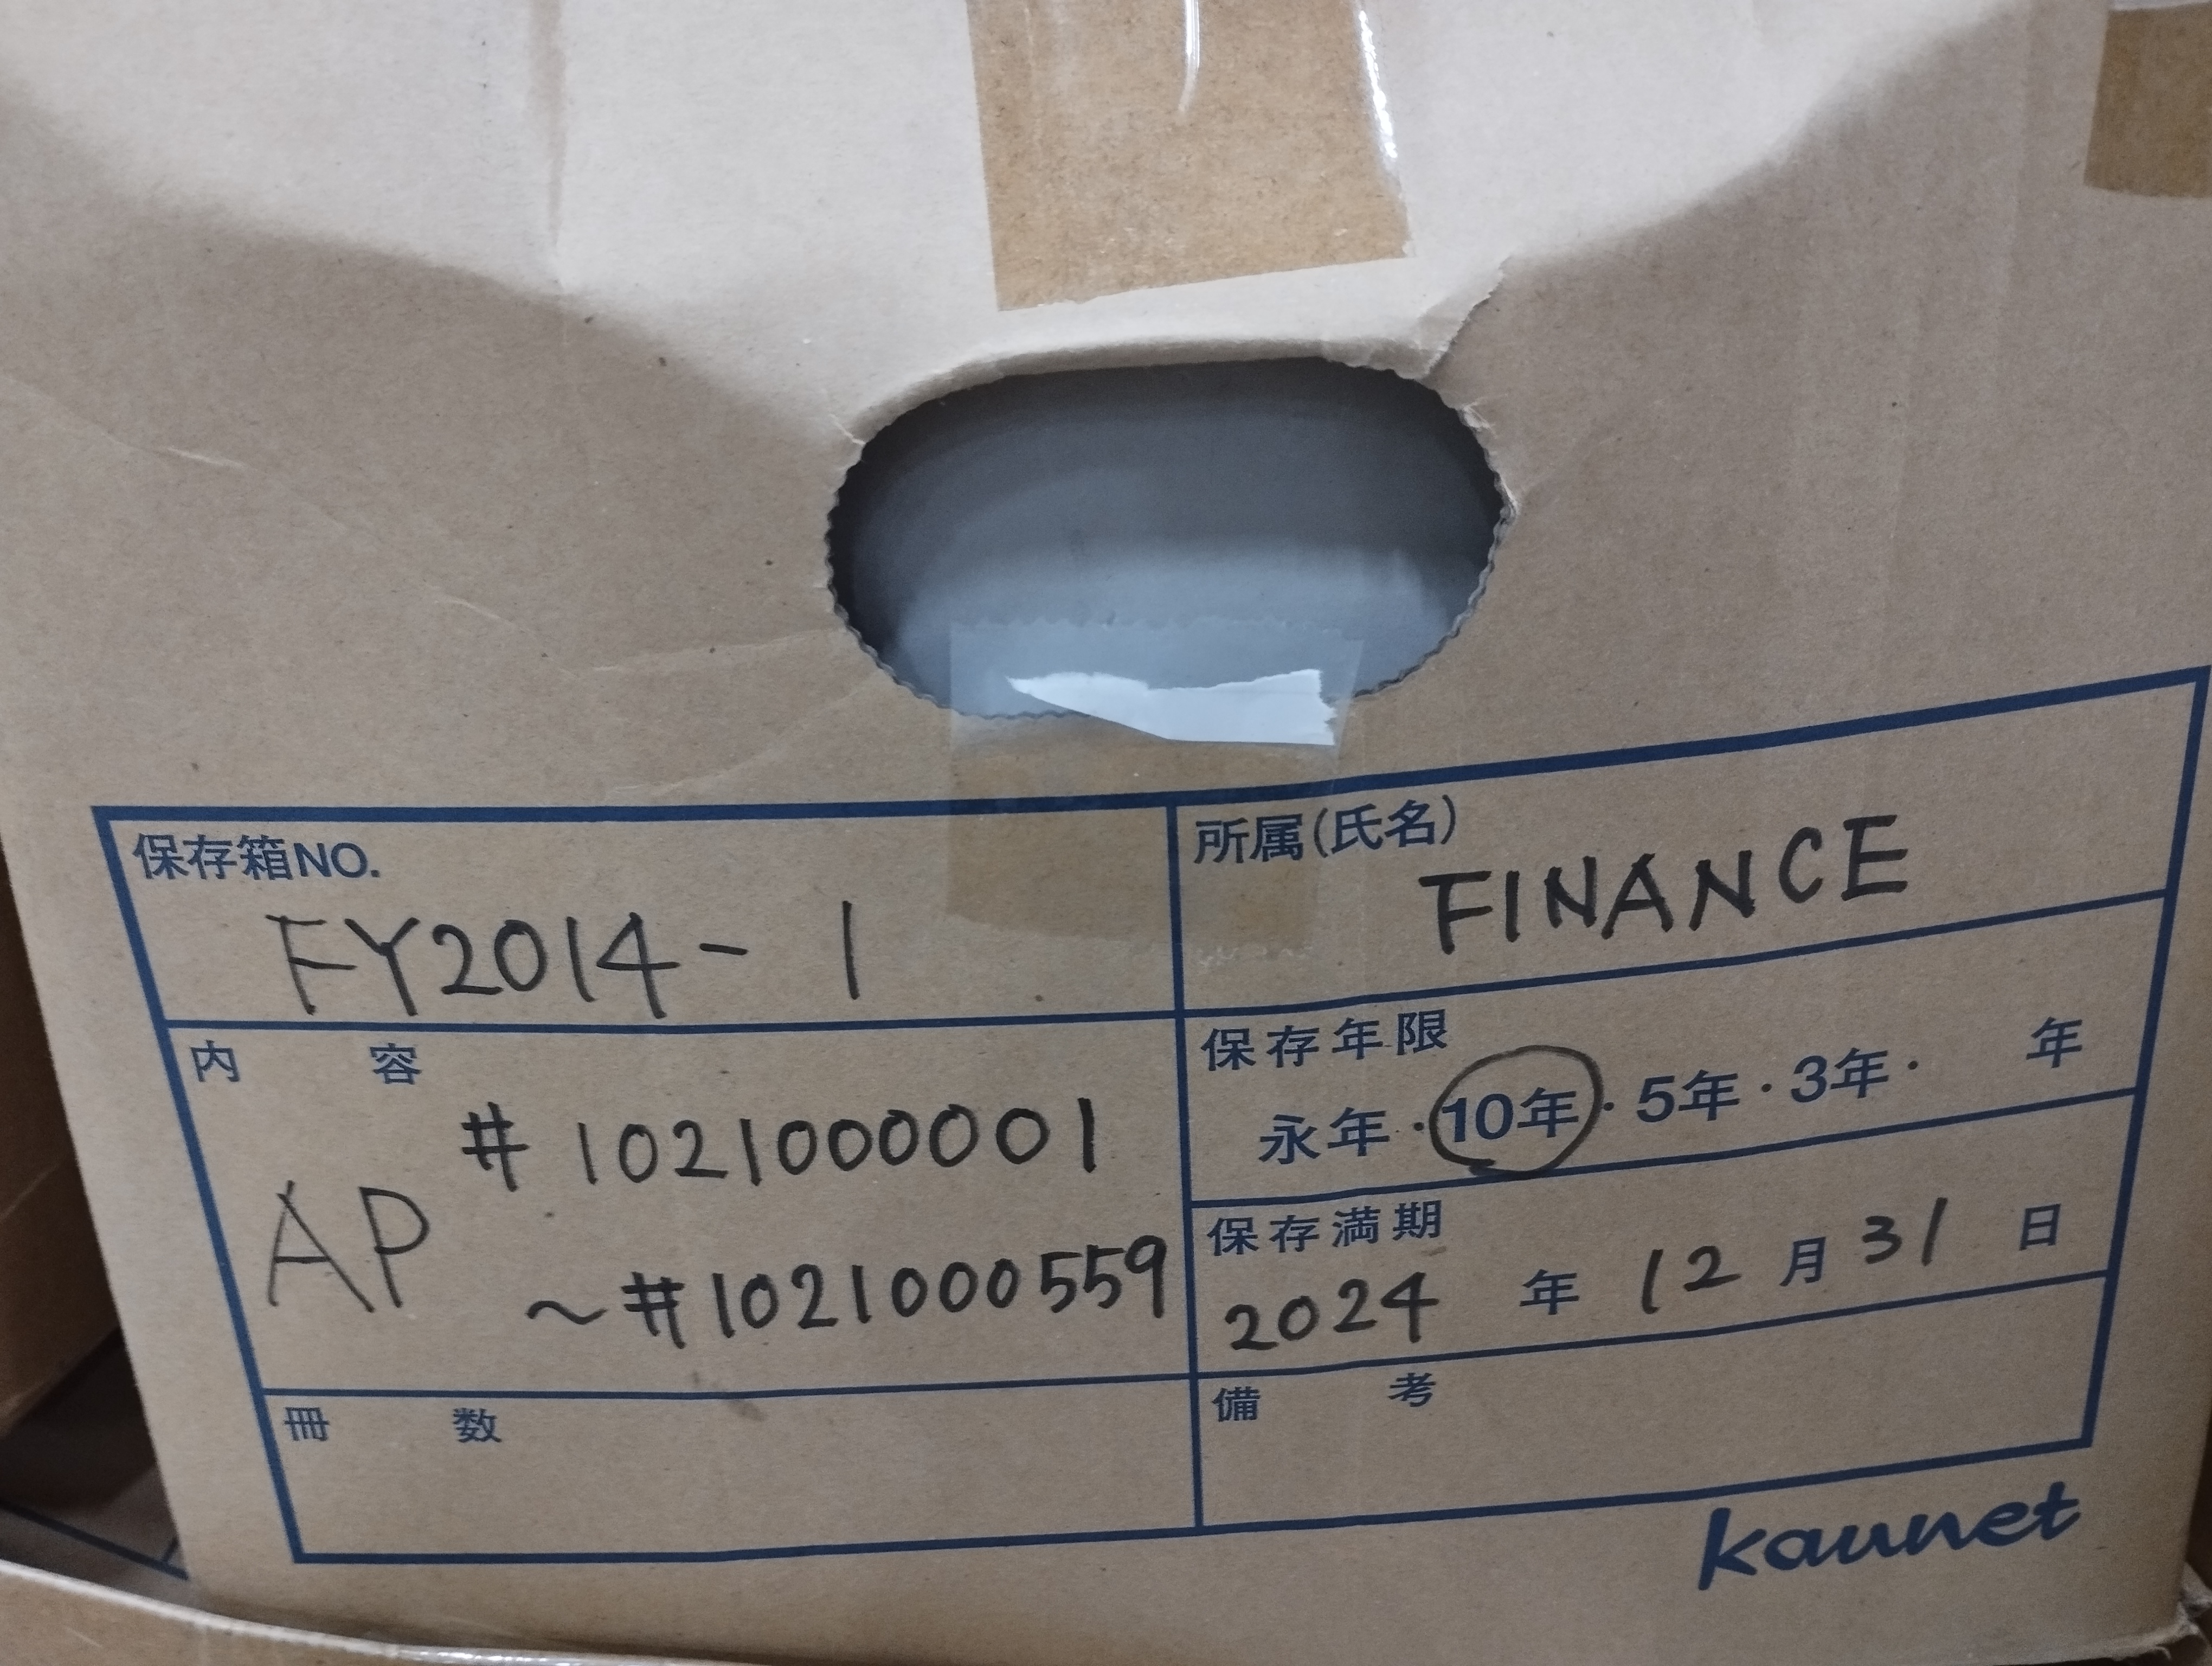 保存箱NO.
FY2014- 1
所属(氏名)
FINANCE
内容
AP
# 1021000001
~#1021000559
保存年限
永年・10年・5年・3年・ 年
保存満期
2024 年 12 月 31 日
冊数
備考
kaunet